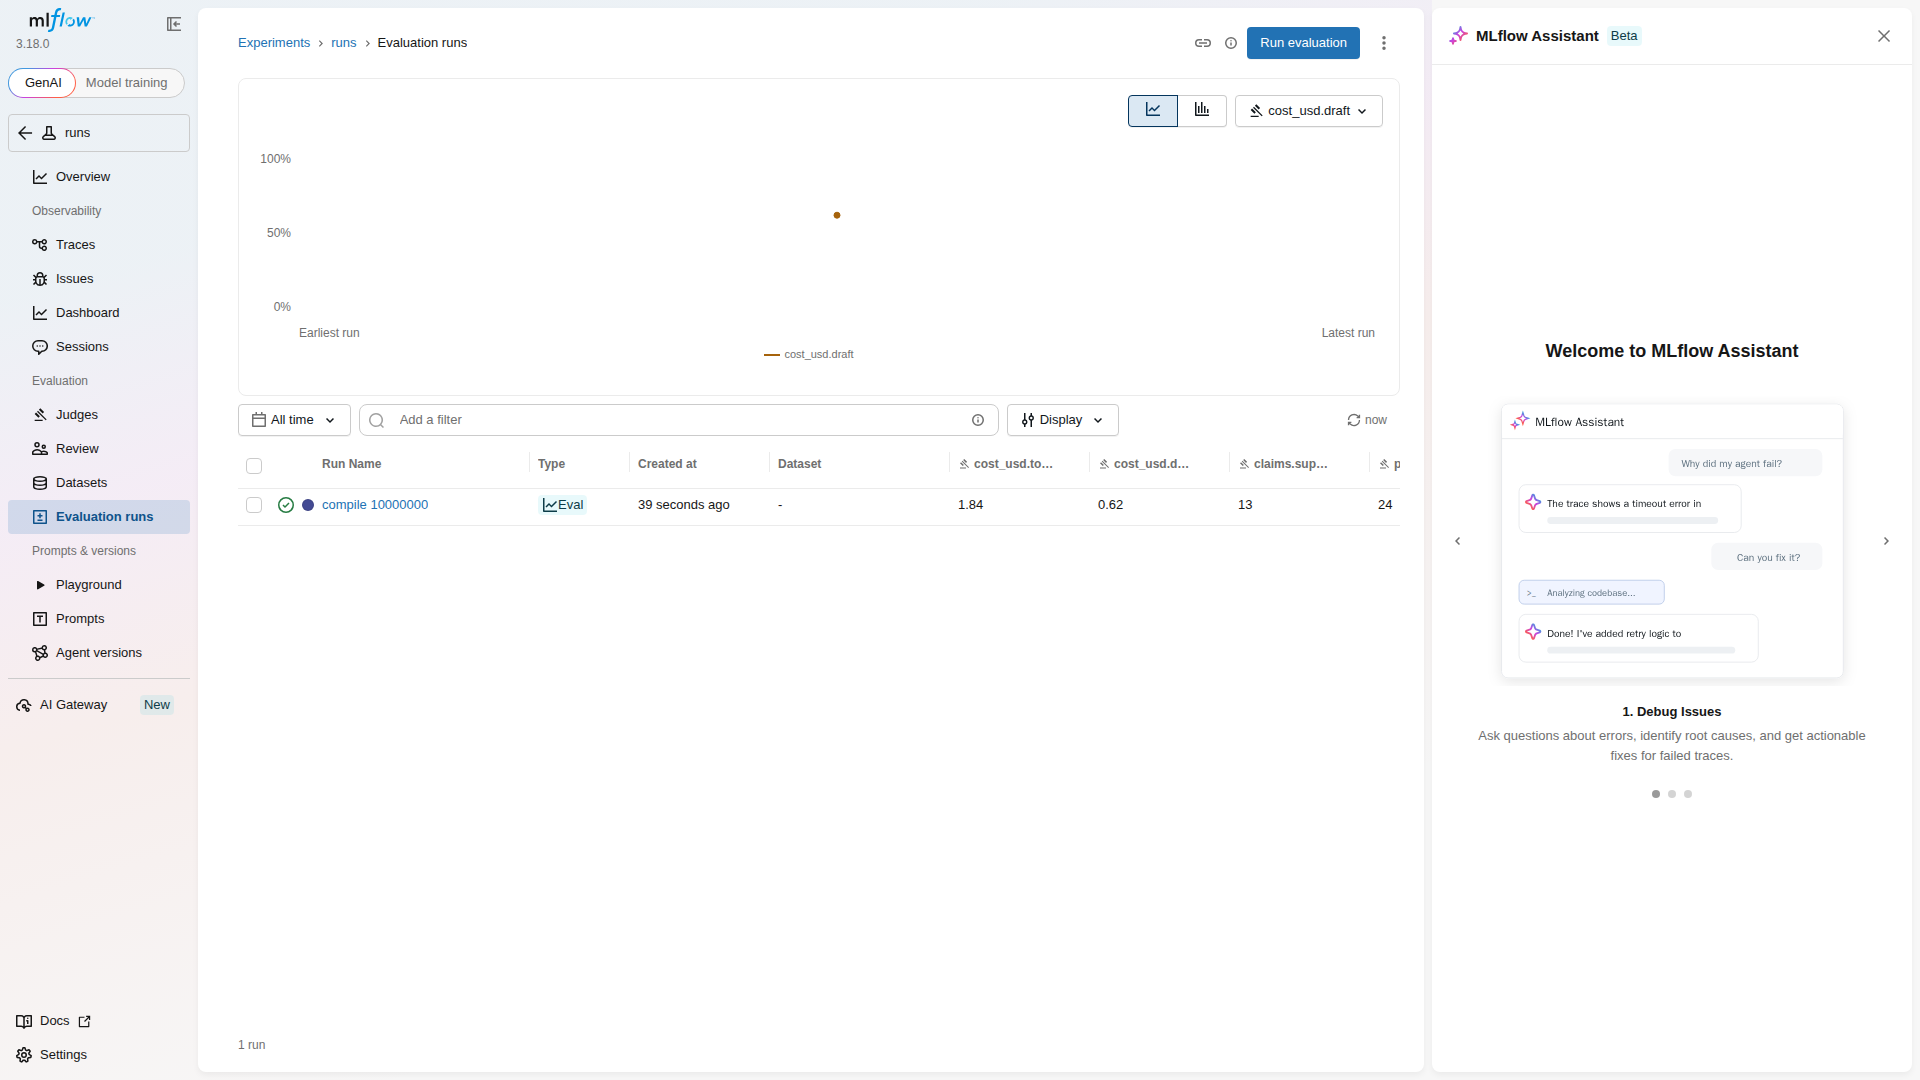 mlflow
3.18.0
GenAI
Model training
runs
Overview
Observability
Traces
Issues
Dashboard
Sessions
Evaluation
Judges
Review
Datasets
Evaluation runs
Prompts & versions
Playground
Prompts
Agent versions
AI Gateway New
Docs
Settings
Experiments > runs > Evaluation runs
Run evaluation
cost_usd.draft
100%
50%
0%
Earliest run
Latest run
cost_usd.draft
All time
Add a filter
Display
now
Run Name Type Created at Dataset cost_usd.to... cost_usd.d... claims.sup... p
compile 10000000 Eval 39 seconds ago - 1.84 0.62 13 24
1 run
MLflow Assistant Beta
Welcome to MLflow Assistant
MLflow Assistant
Why did my agent fail?
The trace shows a timeout error in
Can you fix it?
>_ Analyzing codebase...
Done! I've added retry logic to
1. Debug Issues
Ask questions about errors, identify root causes, and get actionable
fixes for failed traces.